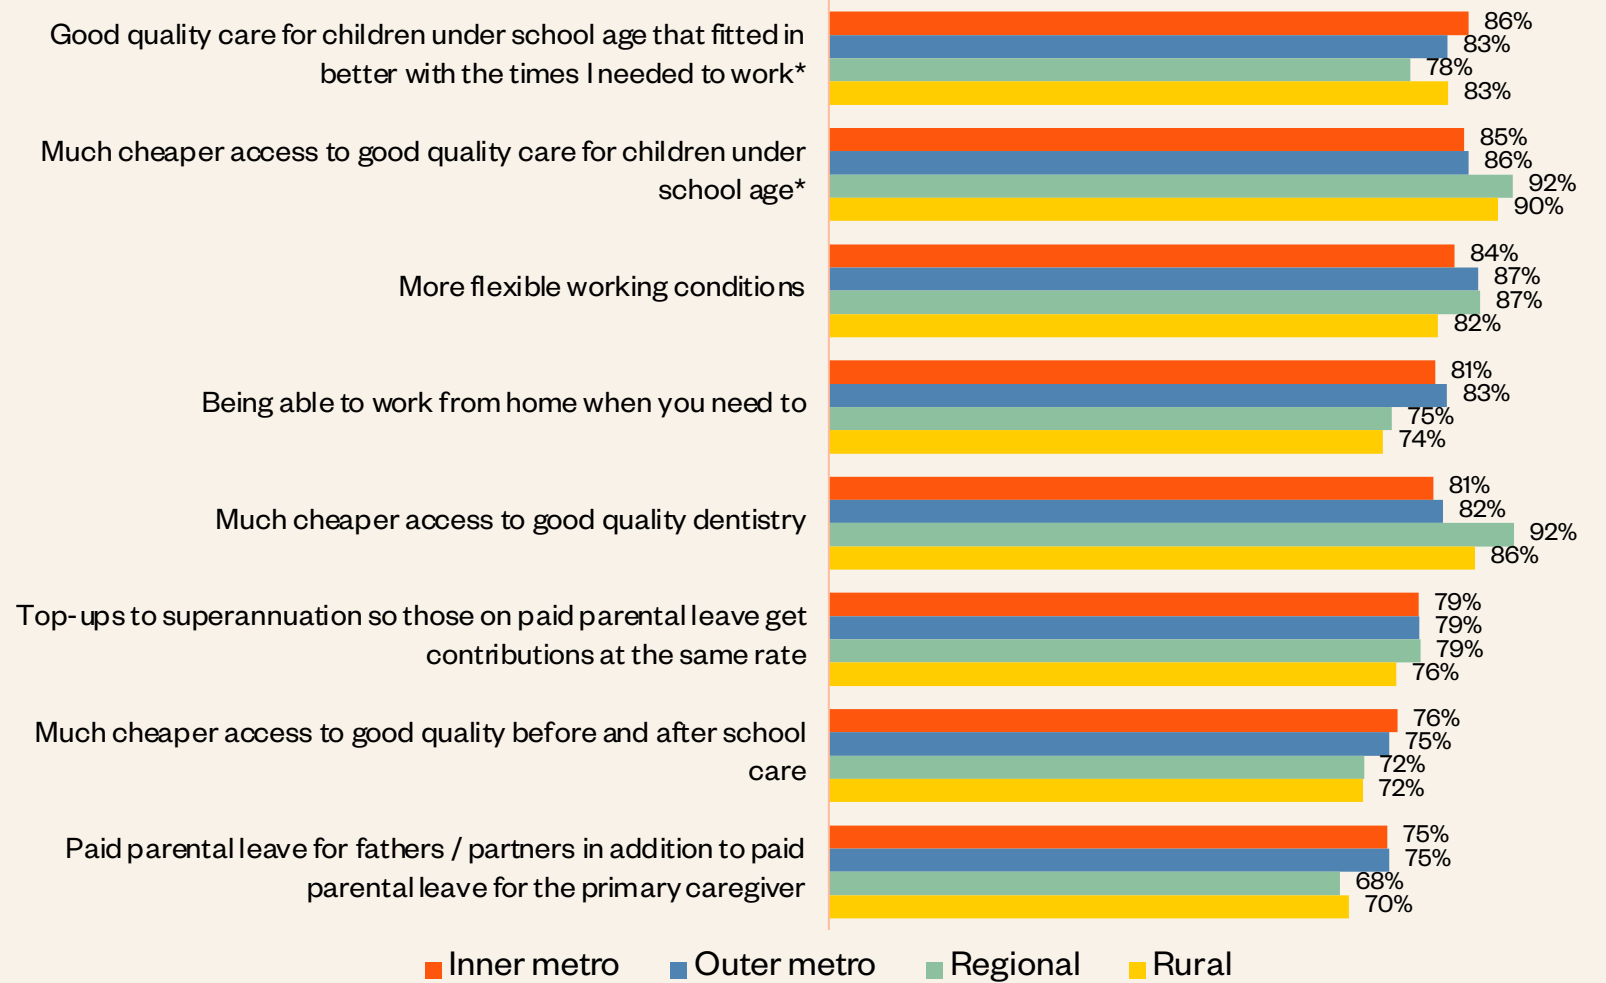 Good quality care for children under school age that fitted in
better with the times I needed to work*
86%
83%
78%
83%
Much cheaper access to good quality care for children under
school age*
85%
86%
92%
90%
More flexible working conditions
84%
87%
87%
82%
Being able to work from home when you need to
81%
83%
75%
74%
Much cheaper access to good quality dentistry
81%
82%
92%
86%
Top-ups to superannuation so those on paid parental leave get
contributions at the same rate
79%
79%
79%
76%
Much cheaper access to good quality before and after school
care
76%
75%
72%
72%
Paid parental leave for fathers / partners in addition to paid
parental leave for the primary caregiver
75%
75%
68%
70%
Inner metro Outer metro Regional Rural